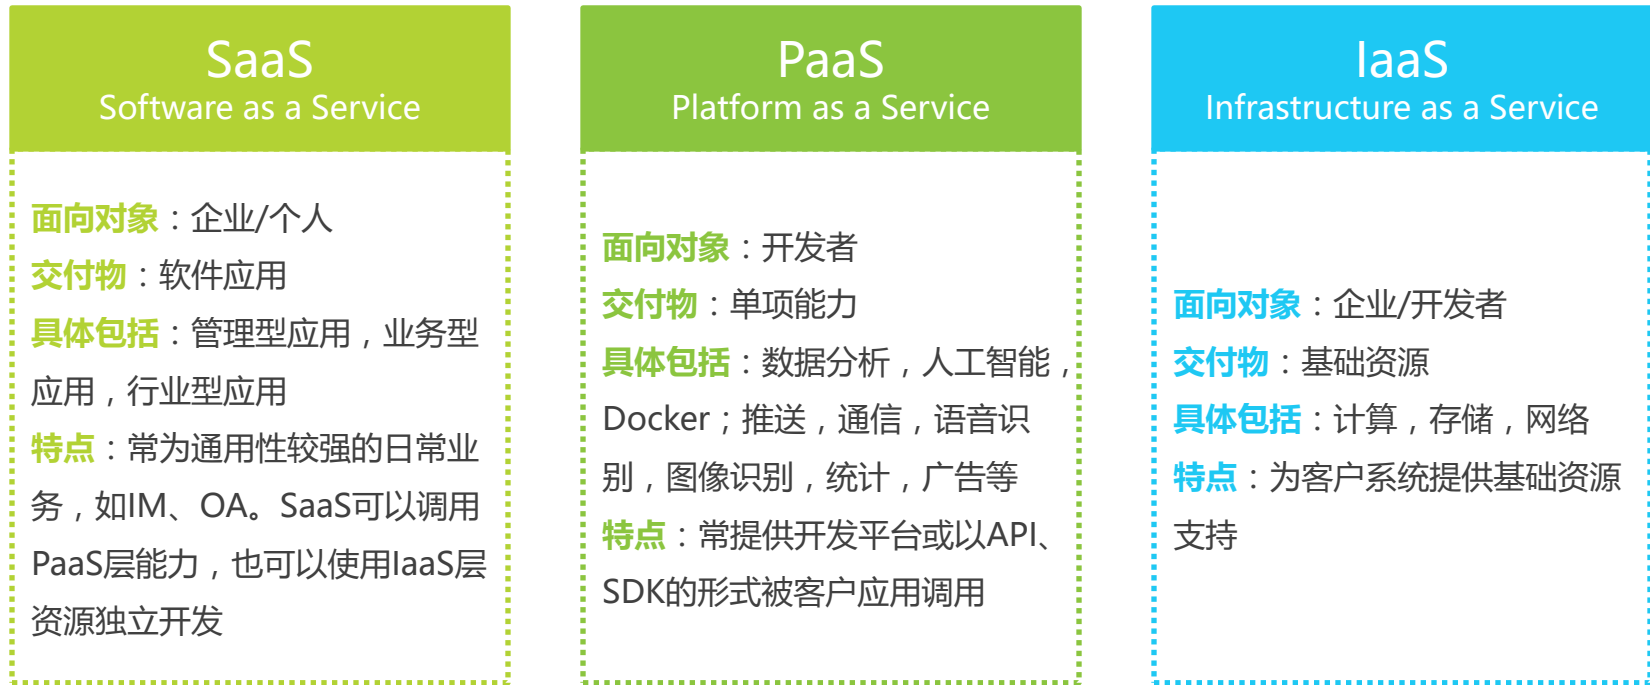 SaaS
Software as a Service
面向对象：企业/个人
交付物：软件应用
具体包括：管理型应用，业务型
应用，行业型应用
特点：常为通用性较强的日常业
务，如IM、OA。SaaS可以调用
PaaS层能力，也可以使用IaaS层
资源独立开发
PaaS
Platform as a Service
面向对象：开发者
交付物：单项能力
具体包括：数据分析，人工智能，
Docker；推送，通信，语音识
别，图像识别，统计，广告等
特点：常提供开发平台或以API、
SDK的形式被客户应用调用
IaaS
Infrastructure as a Service
面向对象：企业/开发者
交付物：基础资源
具体包括：计算，存储，网络
特点：为客户系统提供基础资源
支持